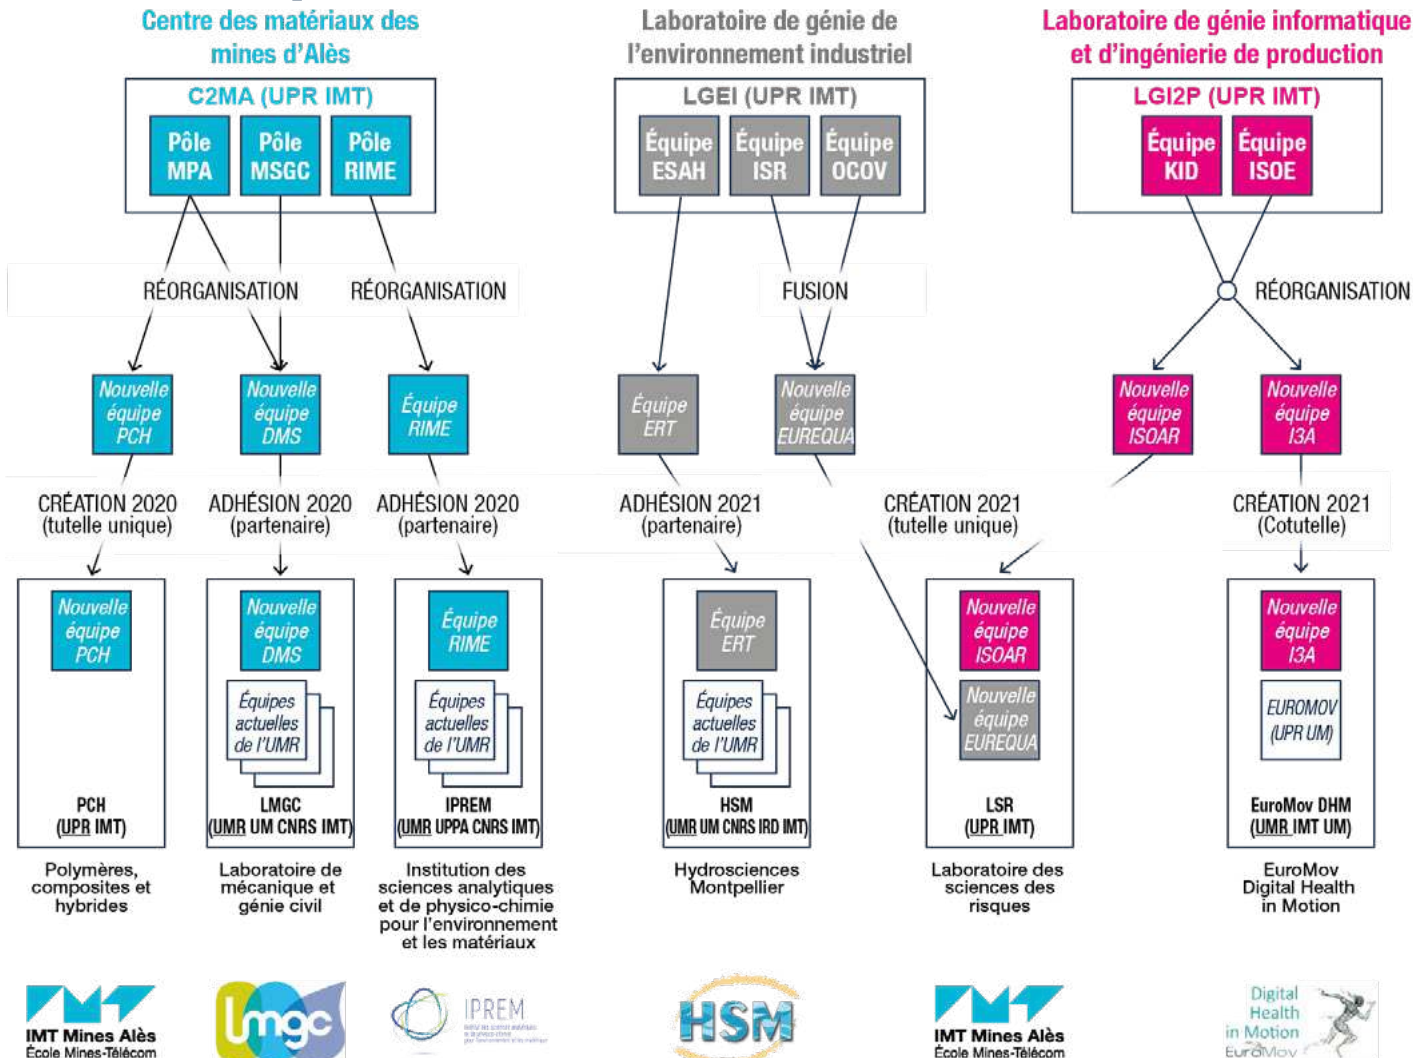 Centre des matériaux des
mines d'Alès
C2MA (UPR IMT)
Pôle
MPA
Pôle
MSGC
Pôle
RIME
Laboratoire de génie de
l'environnement industriel
LGEI (UPR IMT)
Équipe
ESAH
Équipe
ISR
Équipe
OCOV
Laboratoire de génie informatique
et d'ingénierie de production
LGI2P (UPR IMT)
Équipe
KID
Équipe
ISOE
RÉORGANISATION
RÉORGANISATION
FUSION
RÉORGANISATION
Nouvelle
équipe
PCH
Nouvelle
équipe
DMS
Équipe
RIME
Équipe
ERT
Nouvelle
équipe
EUREQUA
Nouvelle
équipe
ISOAR
Nouvelle
équipe
I3A
CRÉATION 2020
(tutelle unique)
ADHÉSION 2020
(partenaire)
ADHÉSION 2020
(partenaire)
ADHÉSION 2021
(partenaire)
CRÉATION 2021
(tutelle unique)
CRÉATION 2021
(Cotutelle)
Nouvelle
équipe
PCH
PCH
(UPR IMT)
Polymères,
composites et
hybrides
Nouvelle
équipe
DMS
Équipes
actuelles
de l'UMR
LMGC
(UMR UM CNRS IMT)
Laboratoire de
mécanique et
génie civil
Équipe
RIME
Équipes
actuelles
de l'UMR
IPREM
(UMR UPPA CNRS IMT)
Institution des
sciences analytiques
et de physico-chimie
pour l'environnement
et les matériaux
Équipe
ERT
Équipes
actuelles
de l'UMR
HSM
(UMR UM CNRS IRD IMT)
Hydrosciences
Montpellier
Nouvelle
équipe
ISOAR
Nouvelle
équipe
EUREQUA
LSR
(UPR IMT)
Laboratoire des
sciences des
risques
Nouvelle
équipe
I3A
EUROMOV
(UPR UM)
EuroMov DHM
(UMR IMT UM)
EuroMov
Digital Health
in Motion
IMT Mines Alès
École Mines-Télécom
lmgc
IPREM
HSM
IMT Mines Alès
École Mines-Télécom
Digital
Health
in Motion
EuroMov